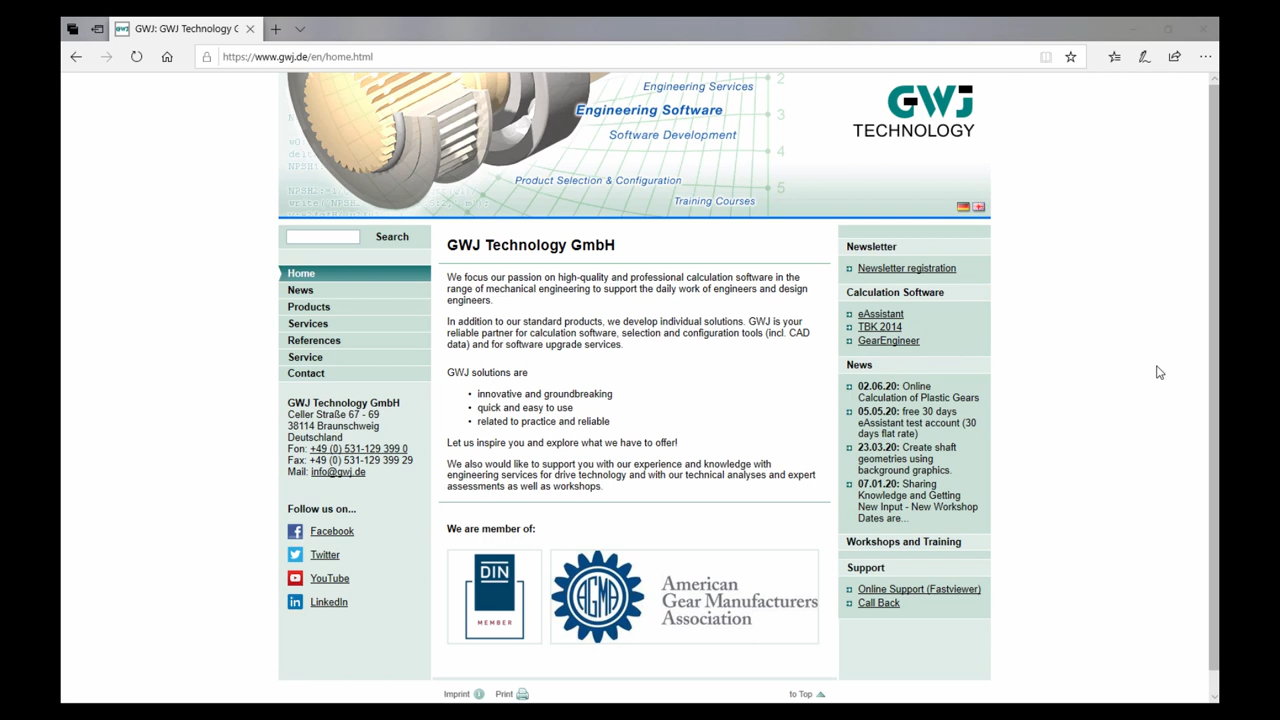 GWJ: GWJ Technology G
https://www.gwj.de/en/home.html
Engineering Services
Engineering Software
Software Development
Product Selection & Configuration
Training Courses
2
3
4
5
GWJ
TECHNOLOGY
Search
Home
News
Products
Services
References
Service
Contact
GWJ Technology GmbH
Celler Straße 67 - 69
38114 Braunschweig
Deutschland
Fon: +49 (0) 531-129 399 0
Fax: +49 (0) 531-129 399 29
Mail: info@gwj.de
Follow us on...
Facebook
Twitter
YouTube
LinkedIn
GWJ Technology GmbH
We focus our passion on high-quality and professional calculation software in the
range of mechanical engineering to support the daily work of engineers and design
engineers.
In addition to our standard products, we develop individual solutions. GWJ is your
reliable partner for calculation software, selection and configuration tools (incl. CAD
data) and for software upgrade services.
GWJ solutions are
• innovative and groundbreaking
• quick and easy to use
• related to practice and reliable
Let us inspire you and explore what we have to offer!
We also would like to support you with our experience and knowledge with
engineering services for drive technology and with our technical analyses and expert
assessments as well as workshops.
We are member of:
DIN
MEMBER
AGMA
American
Gear Manufacturers
Association
Newsletter
Newsletter registration
Calculation Software
eAssistant
TBK 2014
GearEngineer
News
02.06.20: Online
Calculation of Plastic Gears
05.05.20: free 30 days
eAssistant test account (30
days flat rate)
23.03.20: Create shaft
geometries using
background graphics.
07.01.20: Sharing
Knowledge and Getting
New Input - New Workshop
Dates are...
Workshops and Training
Support
Online Support (Fastviewer)
Call Back
Imprint
Print
to Top